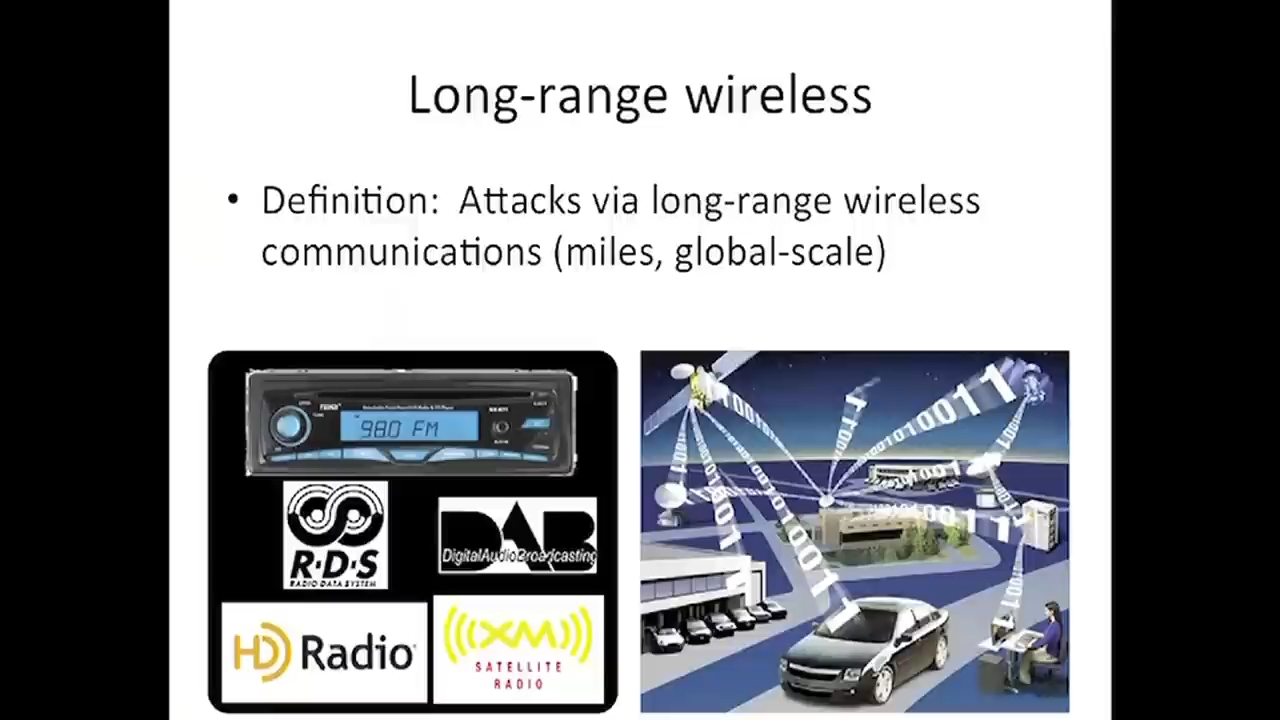 Long-range wireless
• Definition: Attacks via long-range wireless
communications (miles, global-scale)
980 FM
R·D·S
RADIO DATA SYSTEM
DAB
DigitalAudioBroadcasting
HD Radio
XM
SATELLITE
RADIO